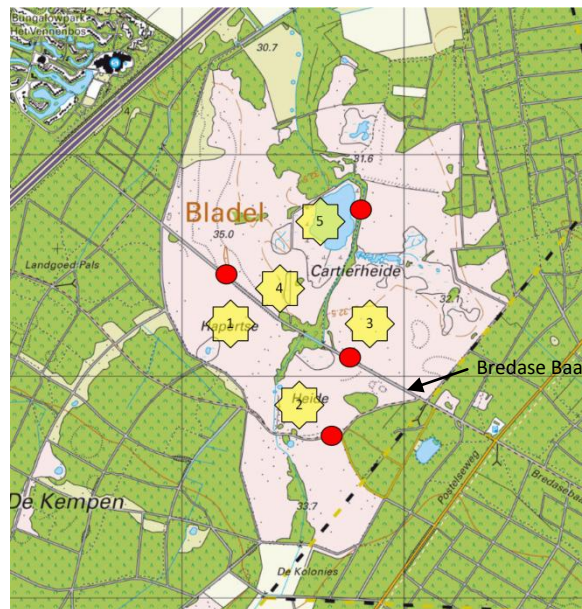 Bungalowpark
Het Vennenbos
30.7
31.6
Bladel
5
35.0
Landgoed Pals
Cartierheide
4
32.1
1
3
Kapertse
Bredase Baa
2
Heide
De Kempen
Postelseweg
33.7
De Kolonies